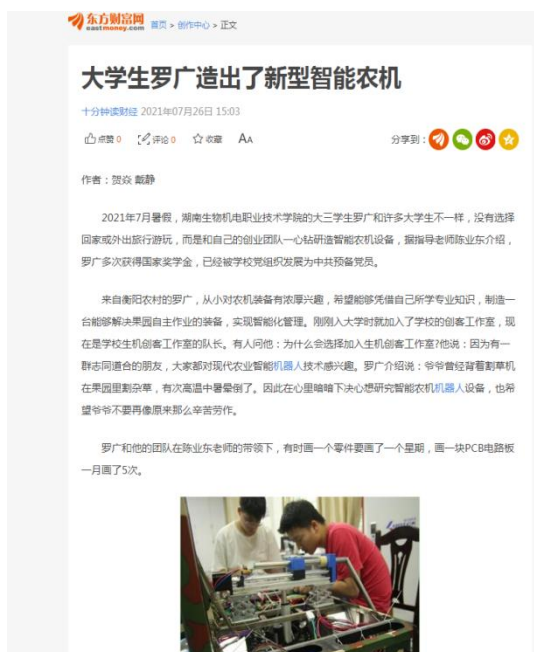 东方财富网
eastmoney.com
首页 > 创作中心 > 正文
大学生罗广造出了新型智能农机
十分钟读财经 2021年07月26日 15:03
点赞 0 评论 0 收藏 AA 分享到：
作者：贺焱 戴静
2021年7月暑假，湖南生物机电职业技术学院的大三学生罗广和许多大学生不一样，没有选择
回家或外出旅行游玩，而是和自己的创业团队一心钻研造智能农机设备，据指导老师陈业东介绍，
罗广多次获得国家奖学金，已经被学校党组织发展为中共预备党员。
来自衡阳农村的罗广，从小对农机装备有浓厚兴趣，希望能够凭借自己所学专业知识，制造一
台能够解决果园自主作业的装备，实现智能化管理。刚刚入大学时就加入了学校的创客工作室，现
在是学校生机创客工作室的队长。有人问他：为什么会选择加入生机创客工作室?他说：因为有一
群志同道合的朋友，大家都对现代农业智能机器人技术感兴趣。罗广介绍说：爷爷曾经背着割草机
在果园里割杂草，有次高温中暑晕倒了。因此在心里暗暗下决心想研究智能农机机器人设备，也希
望爷爷不要再像原来那么辛苦劳作。
罗广和他的团队在陈业东老师的带领下，有时画一个零件要画了一个星期，画一块PCB电路板
一月画了5次。